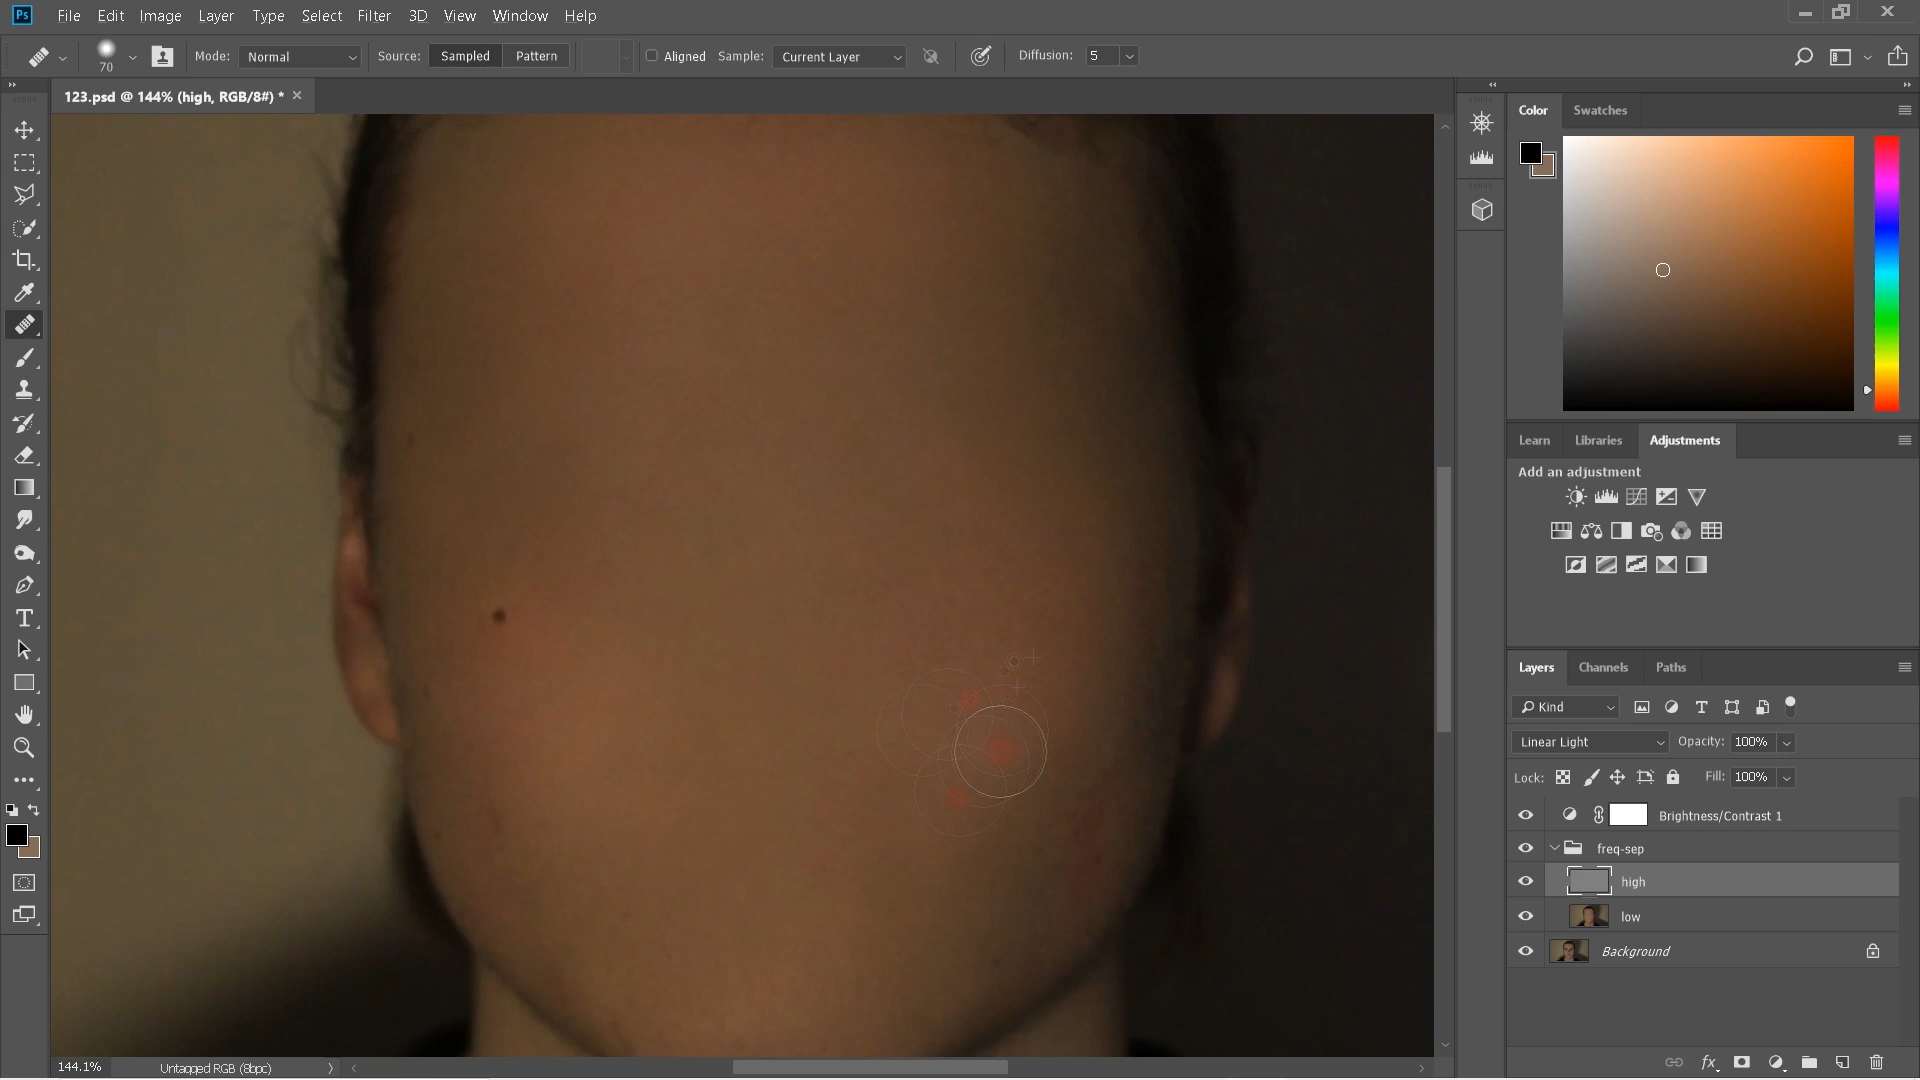 Ps File Edit Image Layer Type Select Filter 3D View Window Help
70 Mode: Normal Source: Sampled Pattern Aligned Sample: Current Layer Diffusion: 5
123.psd @ 144% (high, RGB/8#) *
Color Swatches
Learn Libraries Adjustments
Add an adjustment
Layers Channels Paths
Kind
Linear Light Opacity: 100%
Lock: Fill: 100%
Brightness/Contrast 1
freq-sep
high
low
Background
fx
144.1% Untagged RGB (8bpc)